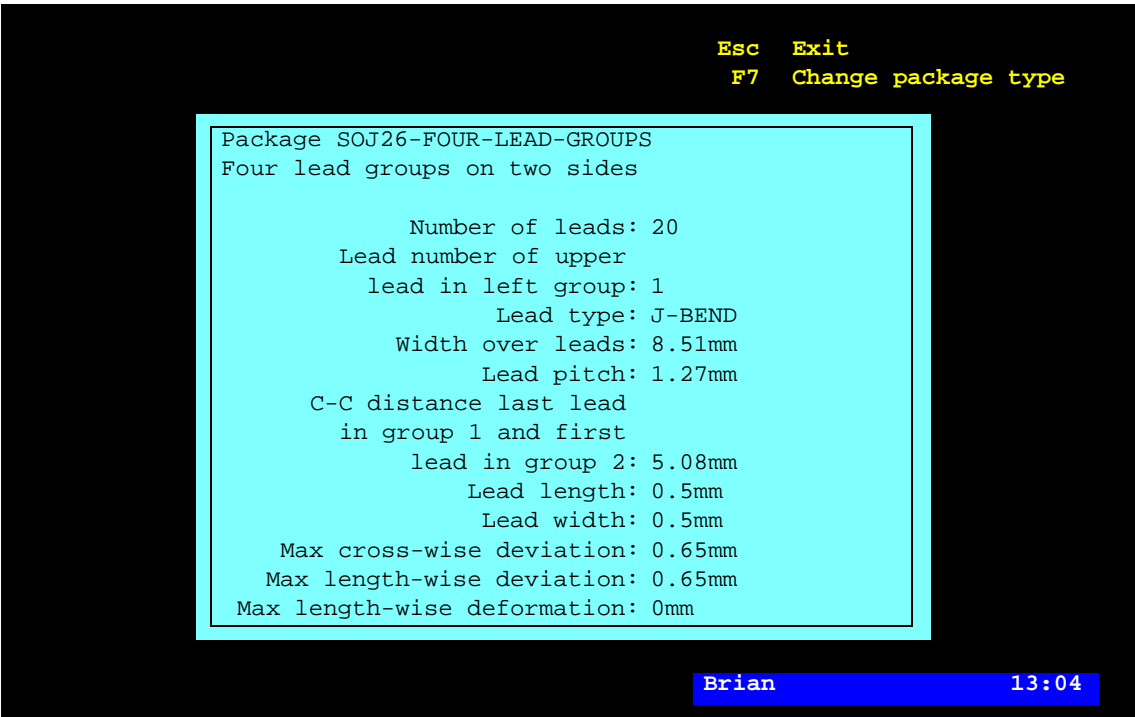 Esc Exit
F7 Change package type
Package SOJ26-FOUR-LEAD-GROUPS
Four lead groups on two sides
Number of leads: 20
Lead number of upper
lead in left group: 1
Lead type: J-BEND
Width over leads: 8.51mm
Lead pitch: 1.27mm
C-C distance last lead
in group 1 and first
lead in group 2: 5.08mm
Lead length: 0.5mm
Lead width: 0.5mm
Max cross-wise deviation: 0.65mm
Max length-wise deviation: 0.65mm
Max length-wise deformation: 0mm
Brian 13:04